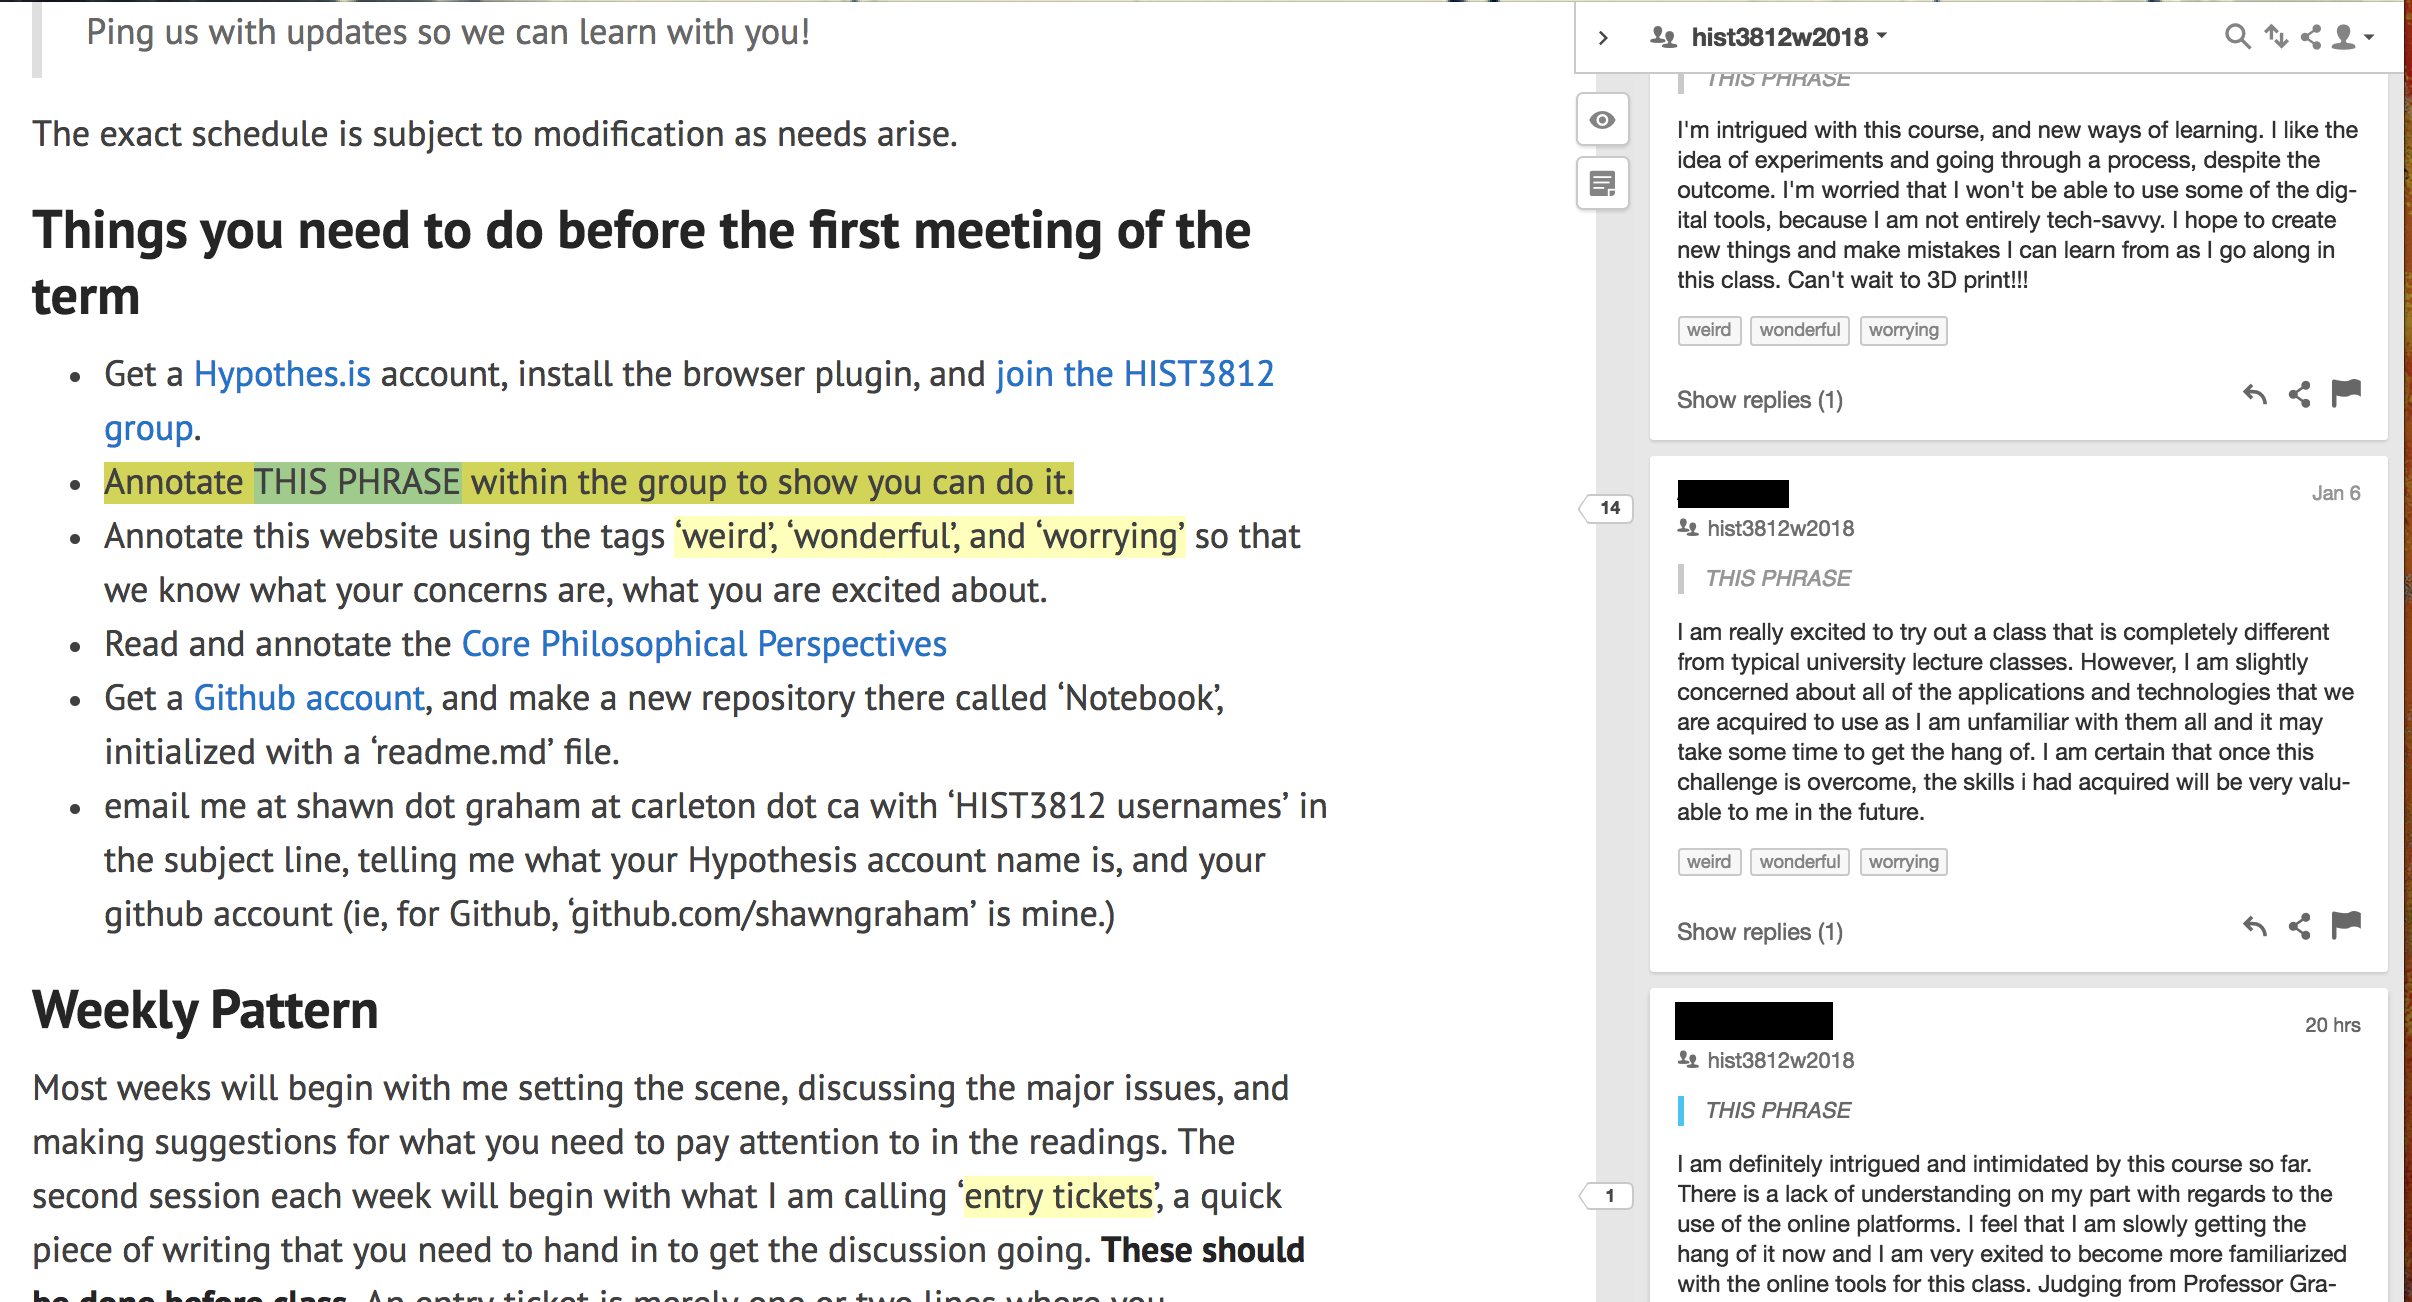 Ping us with updates so we can learn with you!
The exact schedule is subject to modification as needs arise.
Things you need to do before the first meeting of the
term
• Get a Hypothes.is account, install the browser plugin, and join the HIST3812
group.
• Annotate THIS PHRASE within the group to show you can do it.
• Annotate this website using the tags ‘weird’, ‘wonderful’, and ‘worrying’ so that
we know what your concerns are, what you are excited about.
• Read and annotate the Core Philosophical Perspectives
• Get a Github account, and make a new repository there called ‘Notebook’,
initialized with a ‘readme.md’ file.
• email me at shawn dot graham at carleton dot ca with ‘HIST3812 usernames’ in
the subject line, telling me what your Hypothesis account name is, and your
github account (ie, for Github, ‘github.com/shawngraham’ is mine.)
Weekly Pattern
Most weeks will begin with me setting the scene, discussing the major issues, and
making suggestions for what you need to pay attention to in the readings. The
second session each week will begin with what I am calling ‘entry tickets’, a quick
piece of writing that you need to hand in to get the discussion going. These should
be done before class. An entry ticket is merely one or two lines where you
hist3812w2018
THIS PHRASE
I'm intrigued with this course, and new ways of learning. I like the
idea of experiments and going through a process, despite the
outcome. I'm worried that I won't be able to use some of the dig-
ital tools, because I am not entirely tech-savvy. I hope to create
new things and make mistakes I can learn from as I go along in
this class. Can't wait to 3D print!!!
weird wonderful worrying
Show replies (1)
14
Jan 6
hist3812w2018
THIS PHRASE
I am really excited to try out a class that is completely different
from typical university lecture classes. However, I am slightly
concerned about all of the applications and technologies that we
are acquired to use as I am unfamiliar with them all and it may
take some time to get the hang of. I am certain that once this
challenge is overcome, the skills i had acquired will be very valu-
able to me in the future.
weird wonderful worrying
Show replies (1)
20 hrs
hist3812w2018
THIS PHRASE
1
I am definitely intrigued and intimidated by this course so far.
There is a lack of understanding on my part with regards to the
use of the online platforms. I feel that I am slowly getting the
hang of it now and I am very exited to become more familiarized
with the online tools for this class. Judging from Professor Gra-